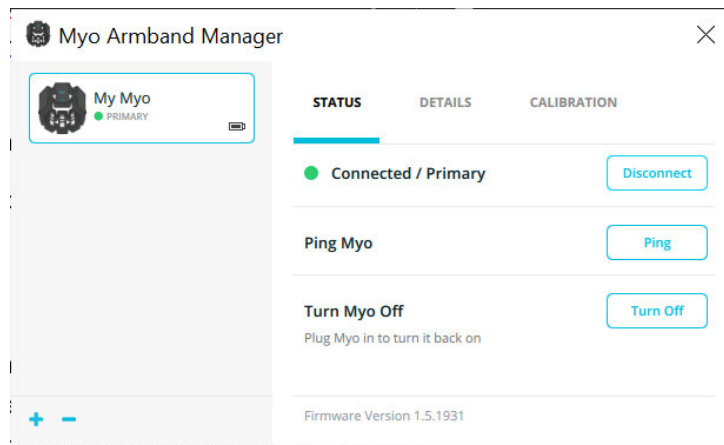 Myo Armband Manager
My Myo
PRIMARY
STATUS DETAILS CALIBRATION
Connected / Primary Disconnect
Ping Myo Ping
Turn Myo Off Turn Off
Plug Myo in to turn it back on
Firmware Version 1.5.1931